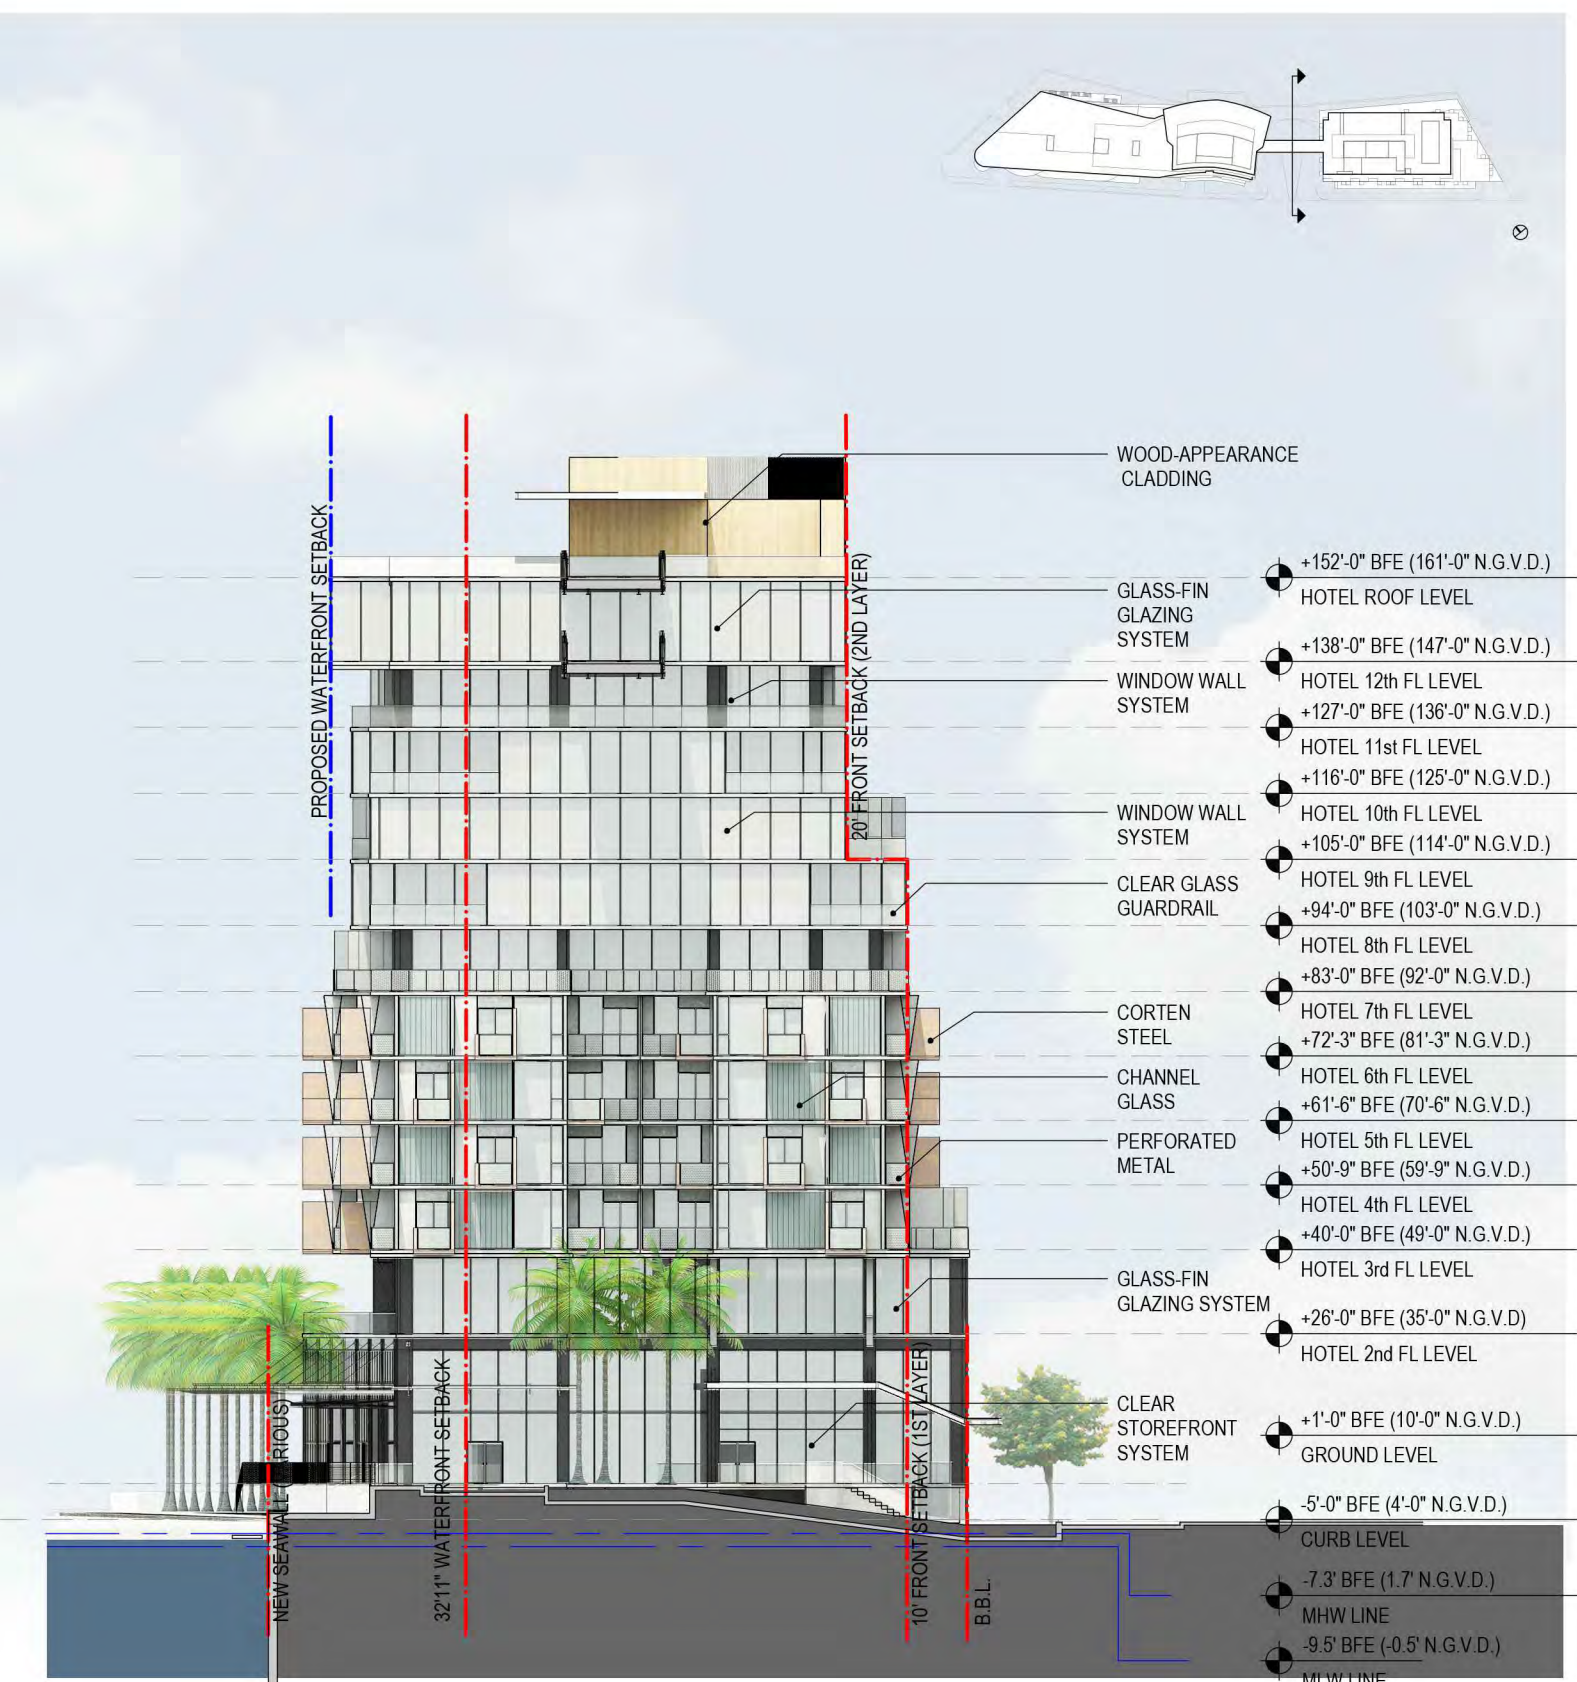 WOOD-APPEARANCE
CLADDING
GLASS-FIN
GLAZING
SYSTEM
WINDOW WALL
SYSTEM
WINDOW WALL
SYSTEM
CLEAR GLASS
GUARDRAIL
CORTEN
STEEL
CHANNEL
GLASS
PERFORATED
METAL
GLASS-FIN
GLAZING SYSTEM
CLEAR
STOREFRONT
SYSTEM
+152'-0" BFE (161'-0" N.G.V.D.)
HOTEL ROOF LEVEL
+138'-0" BFE (147'-0" N.G.V.D.)
HOTEL 12th FL LEVEL
+127'-0" BFE (136'-0" N.G.V.D.)
HOTEL 11st FL LEVEL
+116'-0" BFE (125'-0" N.G.V.D.)
HOTEL 10th FL LEVEL
+105'-0" BFE (114'-0" N.G.V.D.)
HOTEL 9th FL LEVEL
+94'-0" BFE (103'-0" N.G.V.D.)
HOTEL 8th FL LEVEL
+83'-0" BFE (92'-0" N.G.V.D.)
HOTEL 7th FL LEVEL
+72'-3" BFE (81'-3" N.G.V.D.)
HOTEL 6th FL LEVEL
+61'-6" BFE (70'-6" N.G.V.D.)
HOTEL 5th FL LEVEL
+50'-9" BFE (59'-9" N.G.V.D.)
HOTEL 4th FL LEVEL
+40'-0" BFE (49'-0" N.G.V.D)
HOTEL 3rd FL LEVEL
+26'-0" BFE (35'-0" N.G.V.D)
HOTEL 2nd FL LEVEL
+1'-0" BFE (10'-0" N.G.V.D.)
GROUND LEVEL
-5'-0" BFE (4'-0" N.G.V.D.)
CURB LEVEL
-7.3' BFE (1.7' N.G.V.D.)
MHW LINE
-9.5' BFE (-0.5' N.G.V.D.)
MLW LINE
PROPOSED WATERFRONT SETBACK
20' FRONT SETBACK (2ND LAYER)
NEW SEAWALL (VARIOUS)
32'11" WATERFRONT SETBACK
10' FRONT SETBACK (1ST LAYER)
B.B.L.